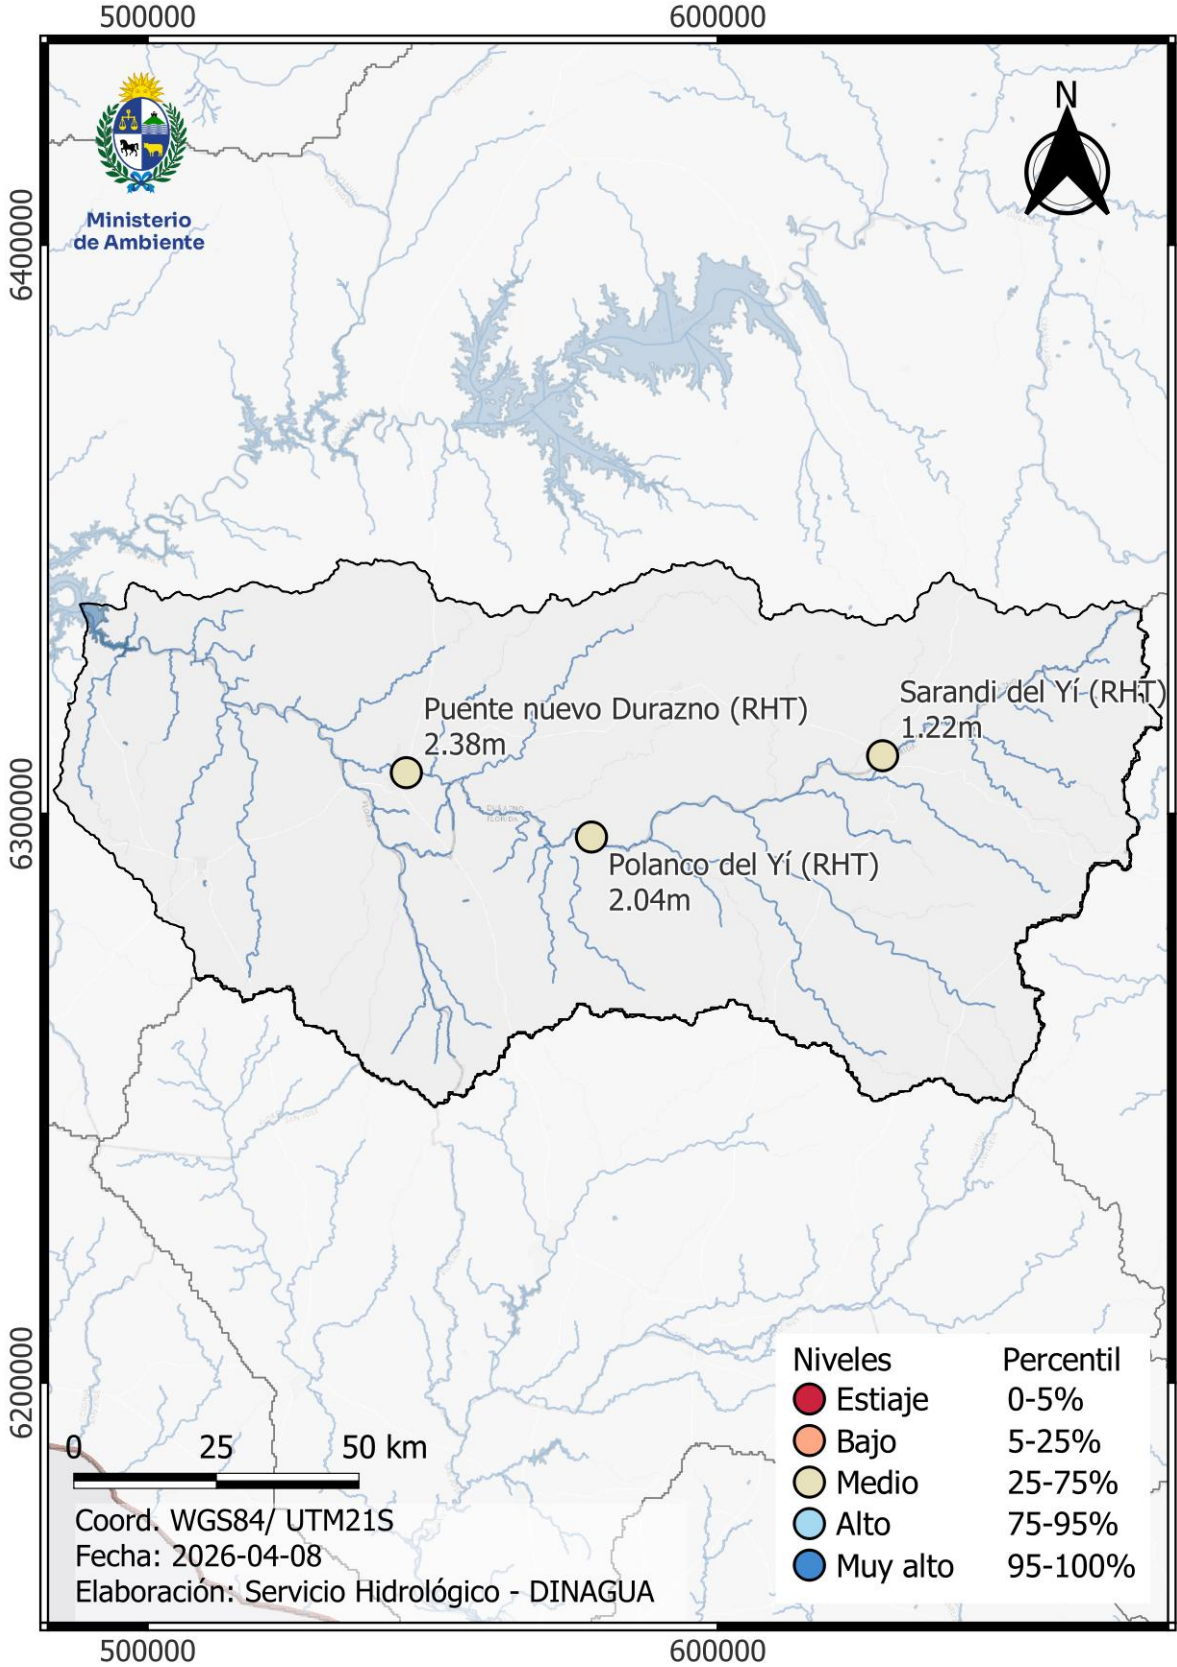 500000
600000
N
Ministerio
de Ambiente
6400000
6300000
6200000
Sarandi del Yí (RHT)
1.22m
Puente nuevo Durazno (RHT)
2.38m
DURAZNO
FLORIDA
Polanco del Yí (RHT)
2.04m
Niveles Percentil
Estiaje 0-5%
Bajo 5-25%
Medio 25-75%
Alto 75-95%
Muy alto 95-100%
0 25 50 km
Coord. WGS84/ UTM21S
Fecha: 2026-04-08
Elaboración: Servicio Hidrológico - DINAGUA
500000
600000